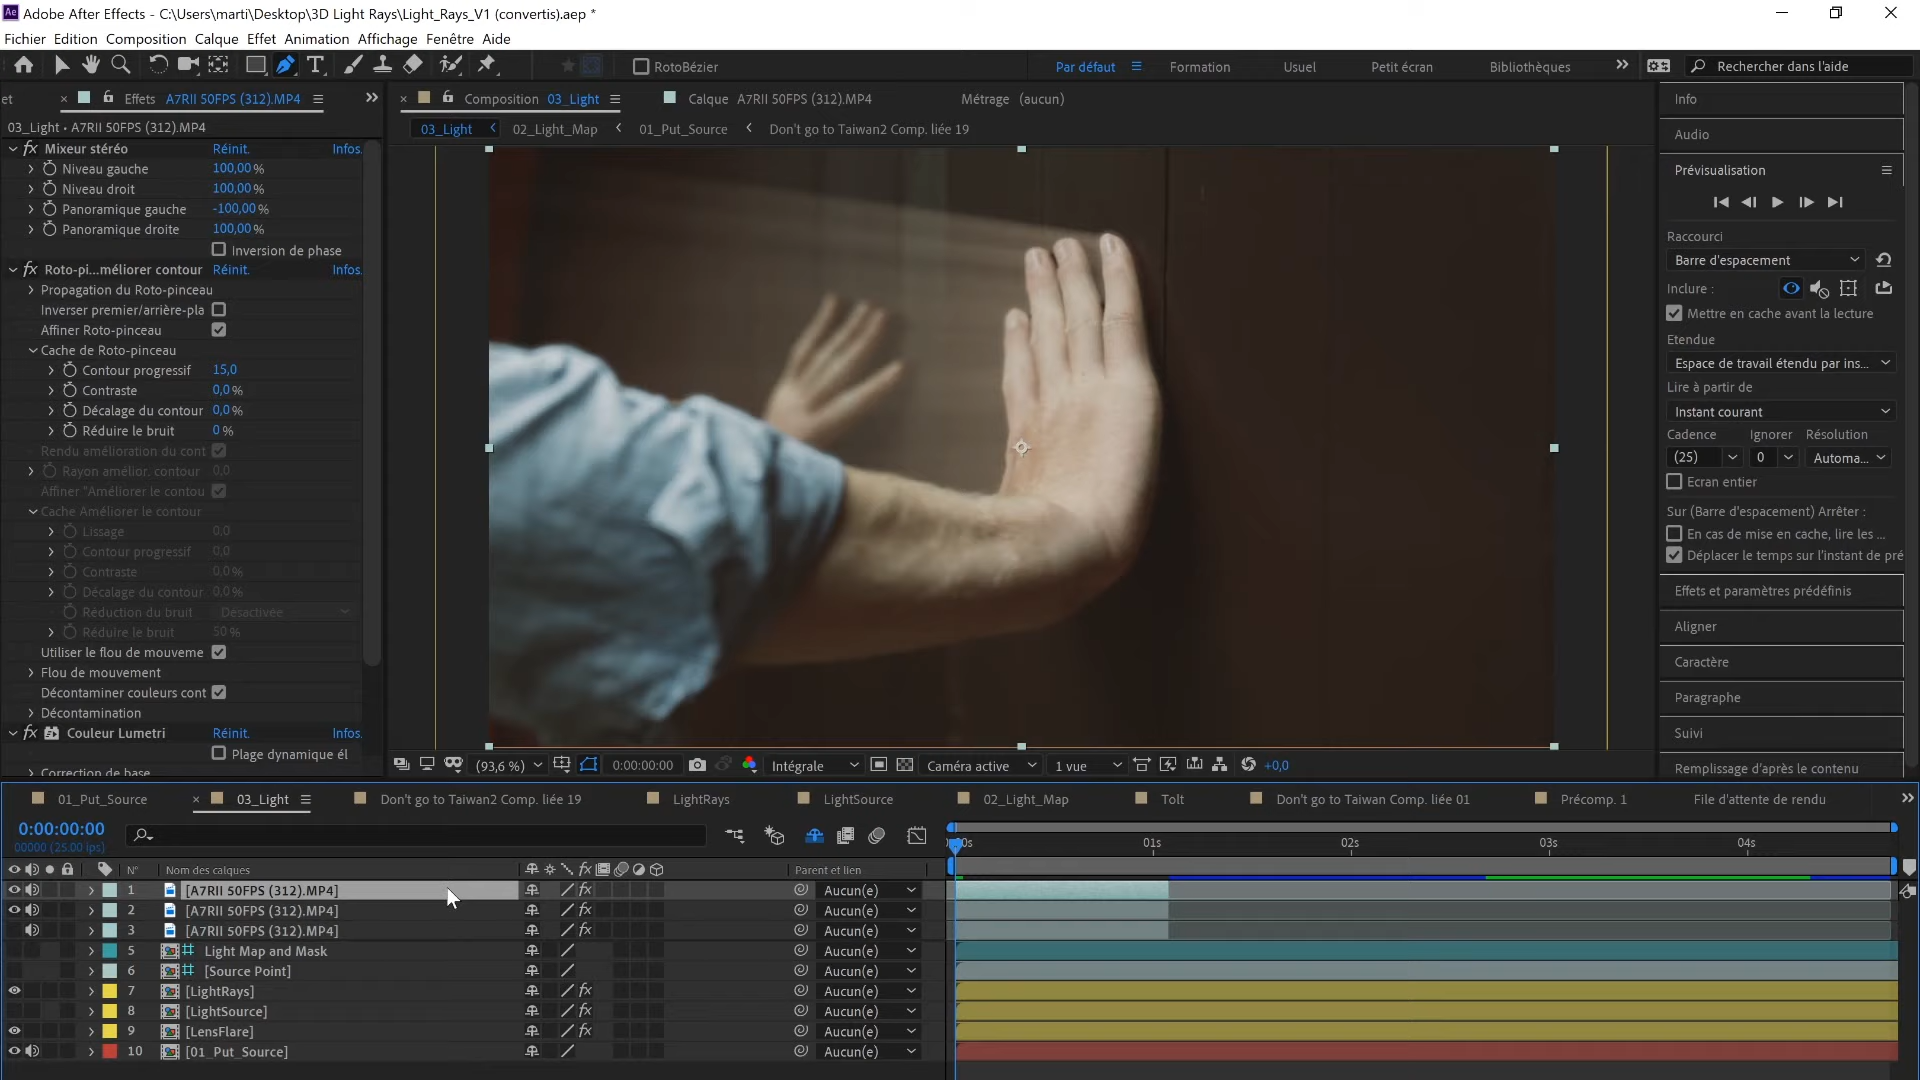 Adobe After Effects - C:\Users\marti\Desktop\3D Light Rays\Light_Rays_V1 (convertis).aep *
Fichier Edition Composition Calque Effet Animation Affichage Fenêtre Aide
RotoBézier
Par défaut Formation Usuel Petit écran Bibliothèques Rechercher dans l'aide
et Effets A7RII 50FPS (312).MP4
Composition 03_Light Calque A7RII 50FPS (312).MP4 Métrage (aucun)
03_Light • A7RII 50FPS (312).MP4
03_Light 02_Light_Map 01_Put_Source Don't go to Taiwan2 Comp. liée 19
fx Mixeur stéréo Réinit. Infos.
Niveau gauche 100,00 %
Niveau droit 100,00 %
Panoramique gauche -100,00 %
Panoramique droite 100,00 %
Inversion de phase
fx Roto-pi...méliorer contour Réinit. Infos.
Propagation du Roto-pinceau
Inverser premier/arrière-pla
Affiner Roto-pinceau
Cache de Roto-pinceau
Contour progressif 15,0
Contraste 0,0 %
Décalage du contour 0,0 %
Réduire le bruit 0 %
Rendu amélioration du cont
Rayon amélior. contour 0,0
Affiner "Améliorer le contou
Cache Améliorer le contour
Lissage 0,0
Contour progressif 0,0
Contraste 0,0 %
Décalage du contour 0,0 %
Réduction du bruit Désactivée
Réduire le bruit 50 %
Utiliser le flou de mouveme
Flou de mouvement
Décontaminer couleurs cont
Décontamination
fx Couleur Lumetri Réinit. Infos.
Plage dynamique él
Correction de base
(93,6 %) 0:00:00:00 Intégrale Caméra active 1 vue +0,0
Info
Audio
Prévisualisation
Raccourci
Barre d'espacement
Inclure :
Mettre en cache avant la lecture
Etendue
Espace de travail étendu par ins...
Lire à partir de
Instant courant
Cadence Ignorer Résolution
(25) 0 Automa...
Ecran entier
Sur (Barre d'espacement) Arrêter :
En cas de mise en cache, lire les ...
Déplacer le temps sur l'instant de pré
Effets et paramètres prédéfinis
Aligner
Caractère
Paragraphe
Suivi
Remplissage d'après le contenu
01_Put_Source 03_Light Don't go to Taiwan2 Comp. liée 19 LightRays LightSource 02_Light_Map Tolt Don't go to Taiwan Comp. liée 01 Précomp. 1 File d'attente de rendu
0:00:00:00
00000 (25.00 ips)
0s 01s 02s 03s 04s
N° Nom des calques fx Parent et lien
1 [A7RII 50FPS (312).MP4] fx Aucun(e)
2 [A7RII 50FPS (312).MP4] fx Aucun(e)
3 [A7RII 50FPS (312).MP4] fx Aucun(e)
5 Light Map and Mask Aucun(e)
6 [Source Point] Aucun(e)
7 [LightRays] fx Aucun(e)
8 [LightSource] fx Aucun(e)
9 [LensFlare] fx Aucun(e)
10 [01_Put_Source] Aucun(e)